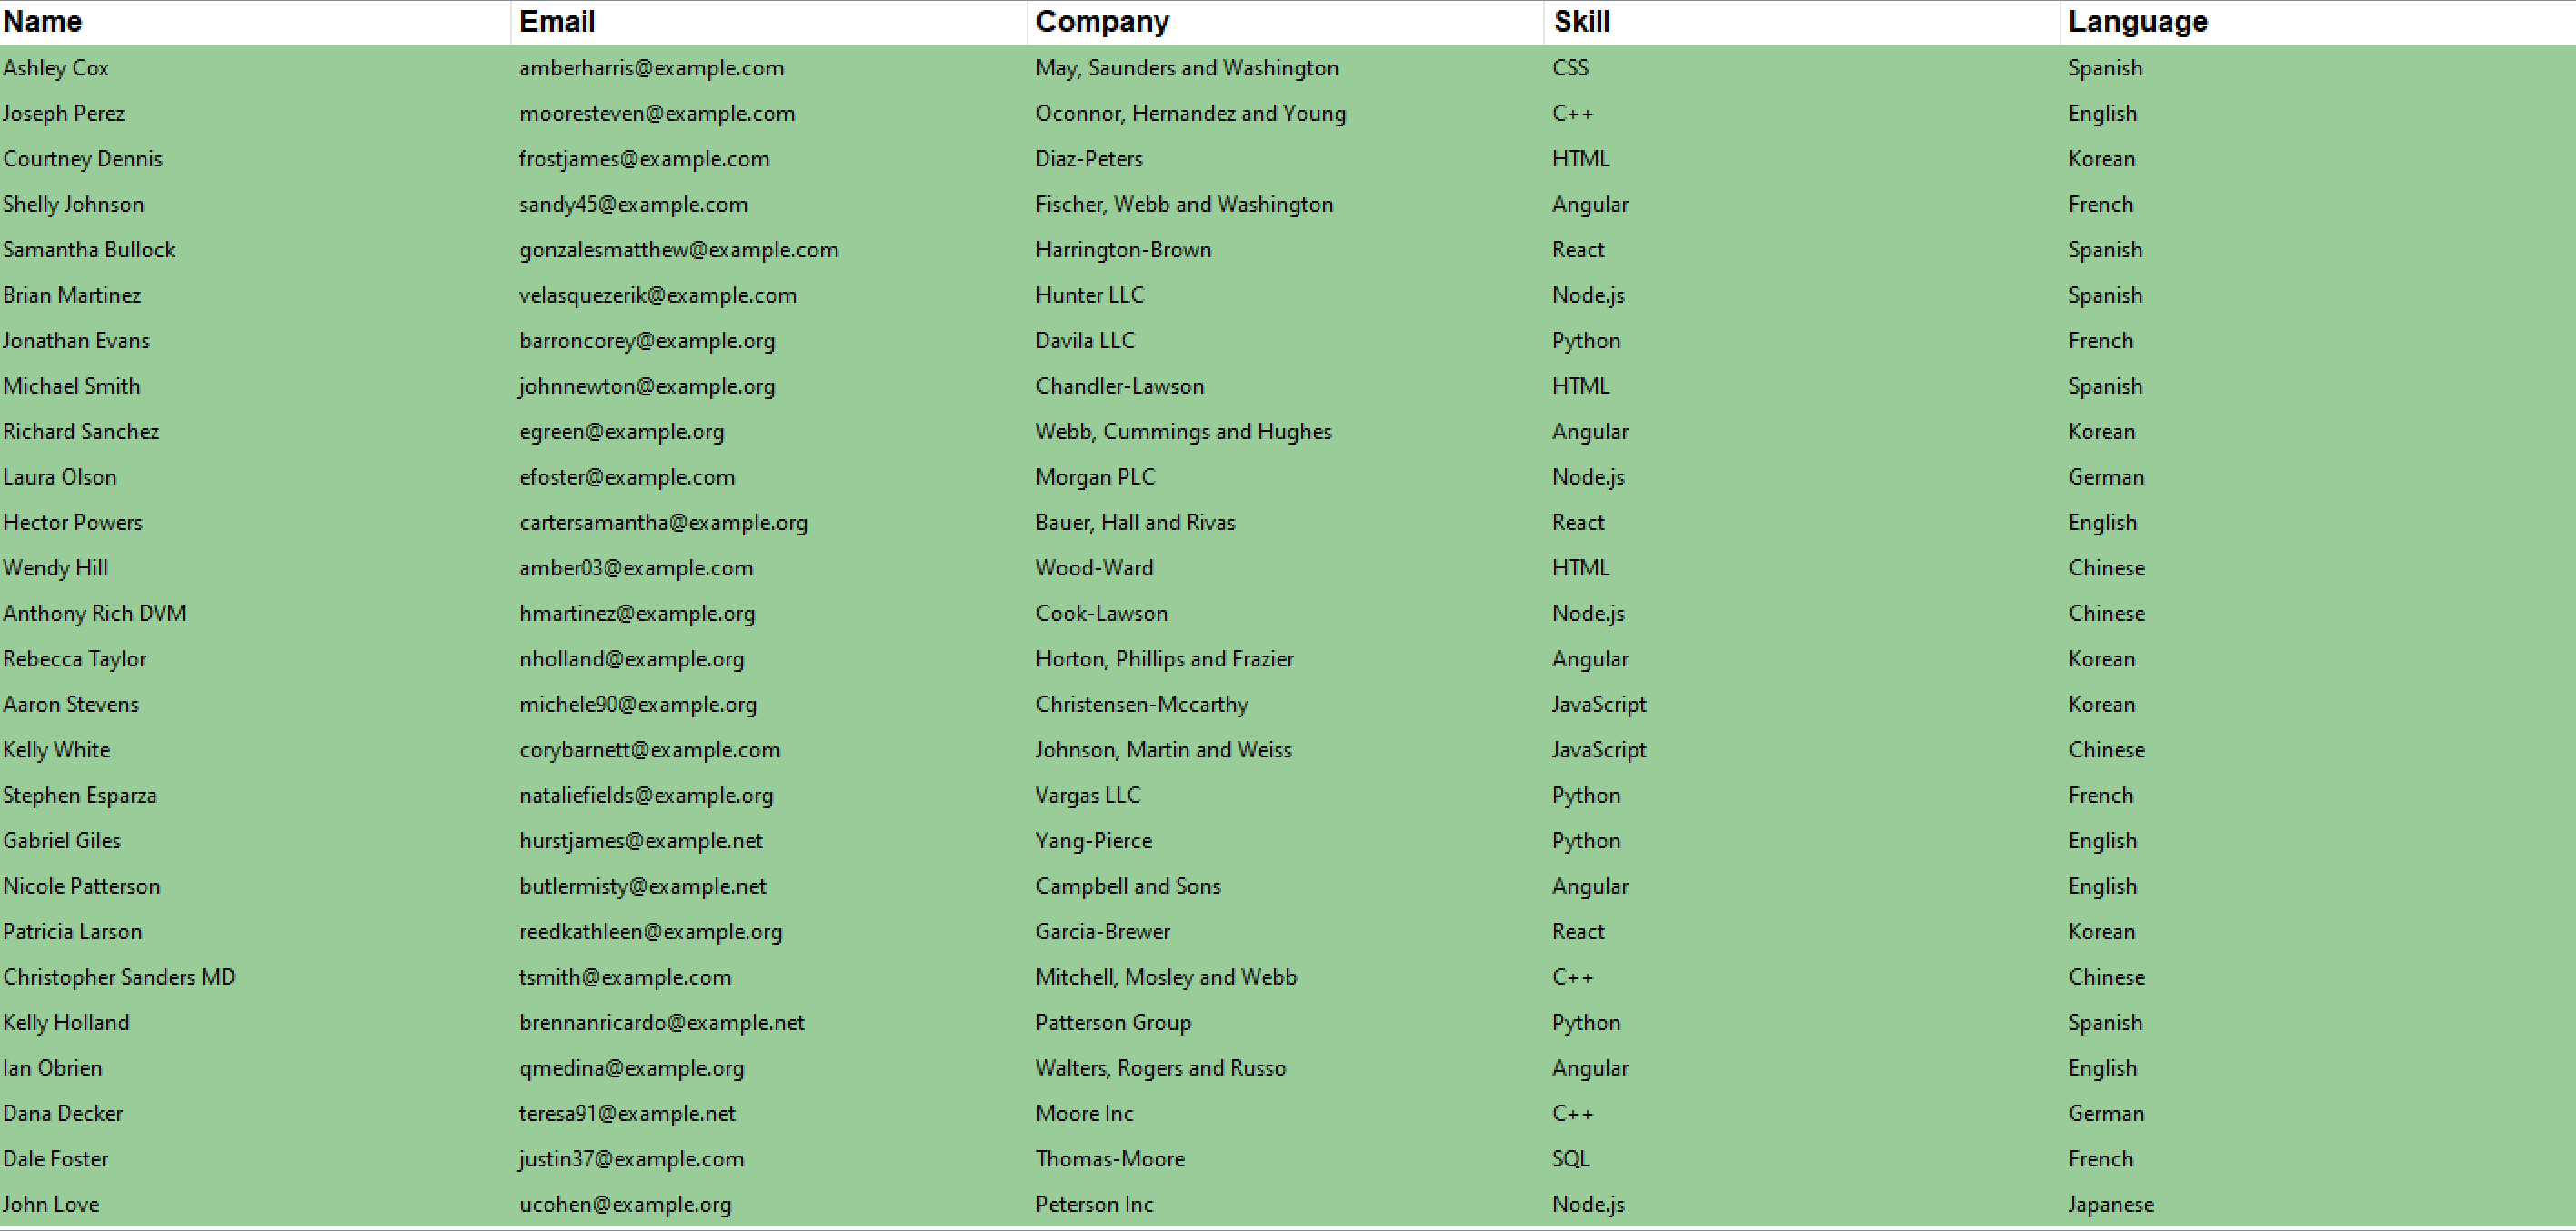 Name Email Company Skill Language
Ashley Cox amberharris@example.com May, Saunders and Washington CSS Spanish
Joseph Perez mooresteven@example.com Oconnor, Hernandez and Young C++ English
Courtney Dennis frostjames@example.com Diaz-Peters HTML Korean
Shelly Johnson sandy45@example.com Fischer, Webb and Washington Angular French
Samantha Bullock gonzalesmatthew@example.com Harrington-Brown React Spanish
Brian Martinez velasquezerik@example.com Hunter LLC Node.js Spanish
Jonathan Evans barroncorey@example.org Davila LLC Python French
Michael Smith johnnewton@example.org Chandler-Lawson HTML Spanish
Richard Sanchez egreen@example.org Webb, Cummings and Hughes Angular Korean
Laura Olson efoster@example.com Morgan PLC Node.js German
Hector Powers cartersamantha@example.org Bauer, Hall and Rivas React English
Wendy Hill amber03@example.com Wood-Ward HTML Chinese
Anthony Rich DVM hmartinez@example.org Cook-Lawson Node.js Chinese
Rebecca Taylor nholland@example.org Horton, Phillips and Frazier Angular Korean
Aaron Stevens michele90@example.org Christensen-Mccarthy JavaScript Korean
Kelly White corybarnett@example.com Johnson, Martin and Weiss JavaScript Chinese
Stephen Esparza nataliefields@example.org Vargas LLC Python French
Gabriel Giles hurstjames@example.net Yang-Pierce Python English
Nicole Patterson butlermisty@example.net Campbell and Sons Angular English
Patricia Larson reedkathleen@example.org Garcia-Brewer React Korean
Christopher Sanders MD tsmith@example.com Mitchell, Mosley and Webb C++ Chinese
Kelly Holland brennanricardo@example.net Patterson Group Python Spanish
Ian Obrien qmedina@example.org Walters, Rogers and Russo Angular English
Dana Decker teresa91@example.net Moore Inc C++ German
Dale Foster justin37@example.com Thomas-Moore SQL French
John Love ucohen@example.org Peterson Inc Node.js Japanese